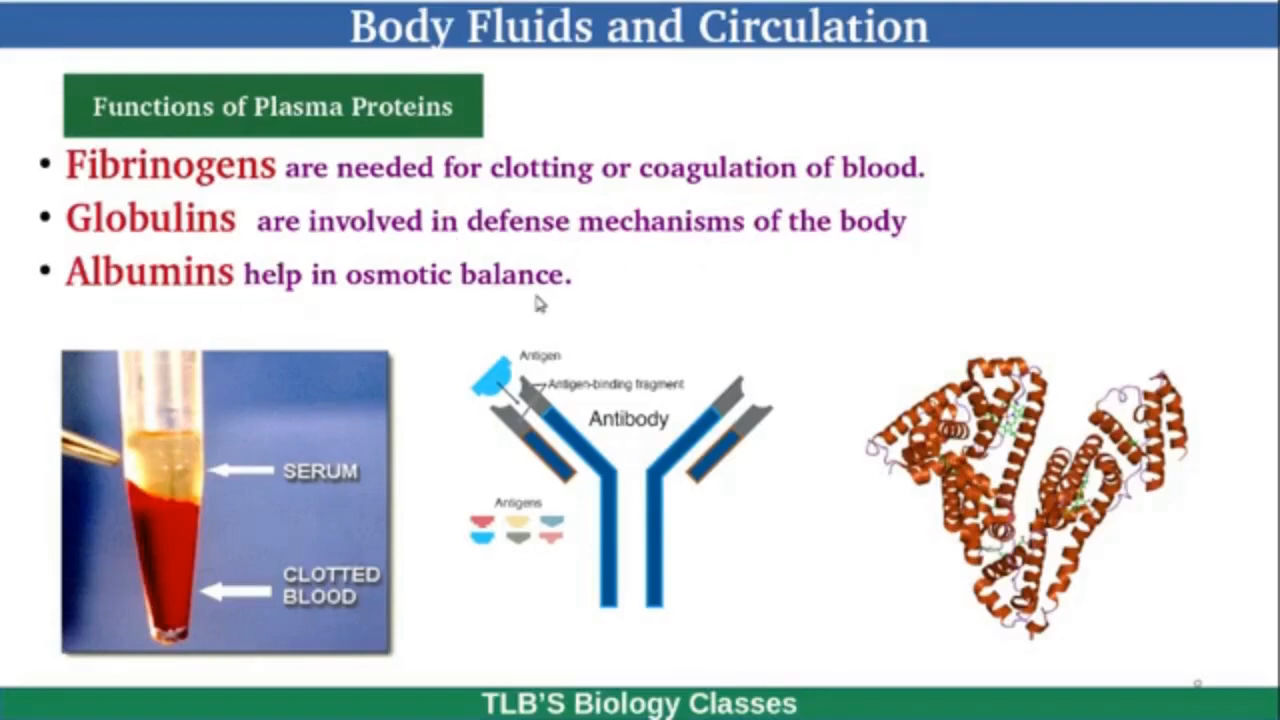 Body Fluids and Circulation
Functions of Plasma Proteins
• Fibrinogens are needed for clotting or coagulation of blood.
• Globulins are involved in defense mechanisms of the body
• Albumins help in osmotic balance.
Antigen
Antigen-binding fragment
Antibody
SERUM
Antigens
CLOTTED
BLOOD
TLB'S Biology Classes